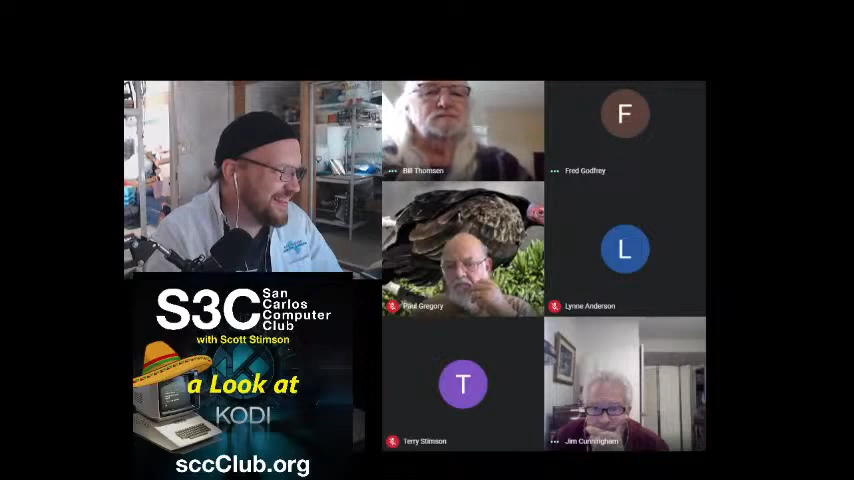 F
Bill Thomsen
Fred Godfrey
L
Paul Gregory
Lynne Anderson
S3C San
Carlos
Computer
Club
with Scott Stimson
a Look at
KODI
sccClub.org
T
Terry Stimson
Jim Cunningham